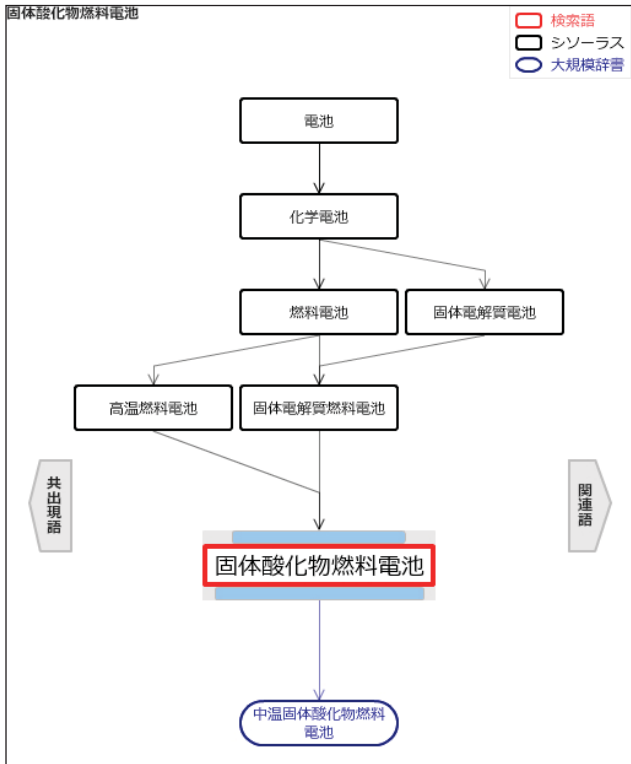 固体酸化物燃料電池
検索語
シソーラス
大規模辞書
電池
化学電池
燃料電池
固体電解質電池
高温燃料電池
固体電解質燃料電池
共出現語
関連語
固体酸化物燃料電池
中温固体酸化物燃料
電池